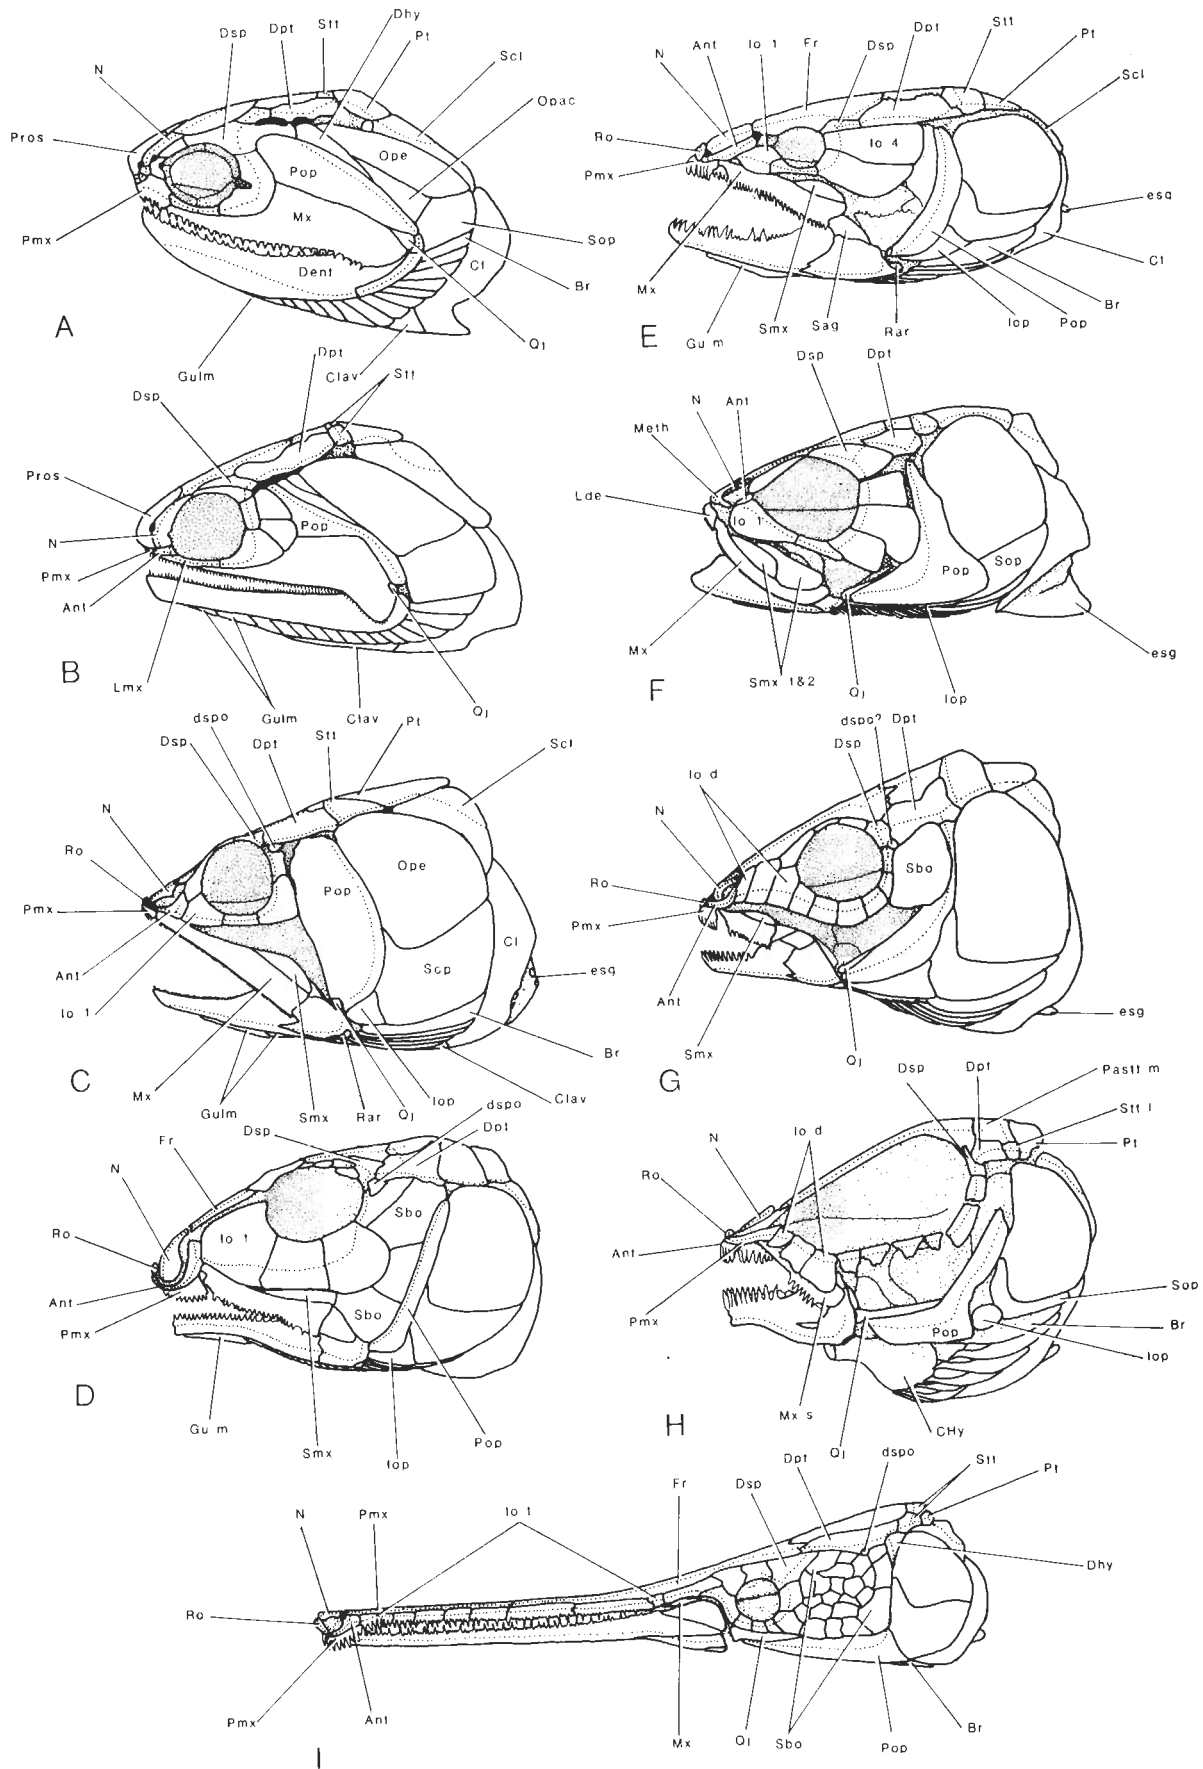 Dsp Dpt Stt Dhy Pt
N Scl
Opac
Pros
Ope
Pop
Mx
Pmx Sop
Dent Cl
Br
A
Gulm Clav Qj
Ant Io 1 Fr Dsp Dpt Stt
N Pt
Scl
Ro
Io 4
Pmx
esg
Cl
Mx Br
Smx Sag Rar Iop Pop
E Gu m
Dpt
Dsp Stt
Pros
Pop
N
Pmx
Ant
B
Lmx Gulm Clav Qj
Dsp Dpt
N Ant
Meth
Lde
Io 1
Pop Sop
Mx esg
F
Smx 1&2 Qj Iop
dspo
Dsp Dpt Stt Pt Scl
N
Ro
Ope
Pop
Pmx
Cl
Sop
Ant esg
Io 1
Br
C
Mx Gulm Smx Rar Qj Iop Clav
dspo? Dpt
Dsp
Io d
N
Sbo
Ro
Pmx
Ant esg
Smx
G Qj
Fr Dsp dspo
Dpt
N
Sbo
Ro
Io 1
Ant
Pmx
Sbo
D
Gu m Smx Iop Pop
Dsp Dpt Pastt m
Stt l
N Io d Pt
Ro
Ant
Sop
Pmx Br
Pop Iop
Mx s
CHy
H Qj
Dpt dspo Stt
N Pmx Io 1 Fr Dsp Pt
Dhy
Ro
Pmx Ant Mx Qj Sbo Pop Br
I